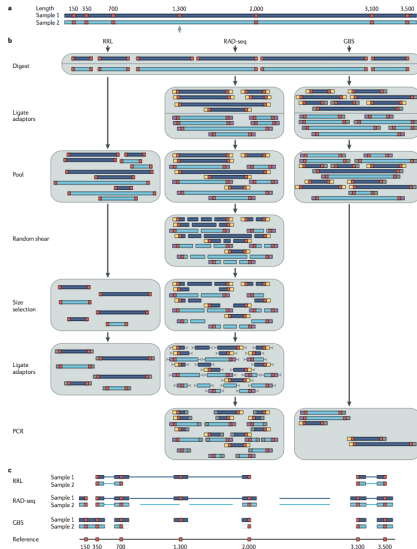 a Length 150 350 700 1,300 2,000 3,100 3,500
Sample 1
Sample 2
b RRL RAD-seq GBS
Digest
Ligate
adaptors
Pool
Random shear
Size
selection
Ligate
adaptors
PCR
c
RRL Sample 1
Sample 2
RAD-seq Sample 1
Sample 2
GBS Sample 1
Sample 2
Reference
150 350 700 1,300 2,000 3,100 3,500